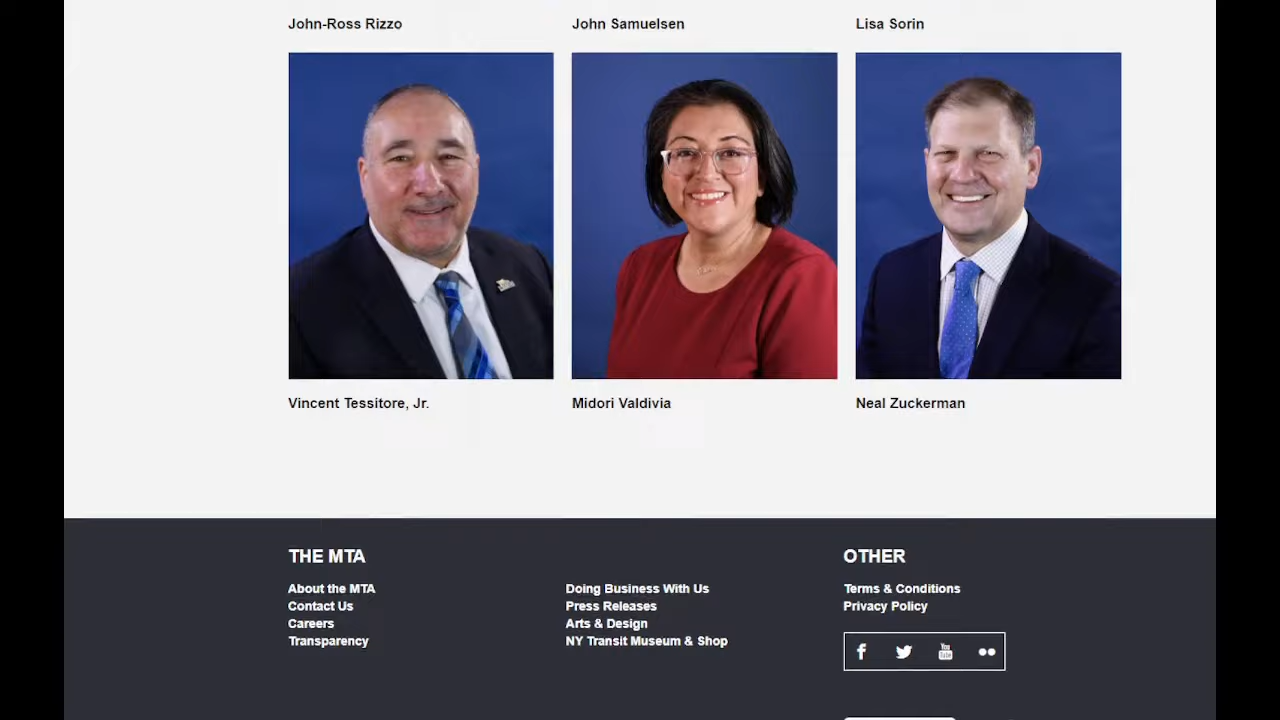 John-Ross Rizzo
John Samuelsen
Lisa Sorin
Vincent Tessitore, Jr.
Midori Valdivia
Neal Zuckerman
THE MTA
About the MTA
Contact Us
Careers
Transparency
Doing Business With Us
Press Releases
Arts & Design
NY Transit Museum & Shop
OTHER
Terms & Conditions
Privacy Policy
You
Tube